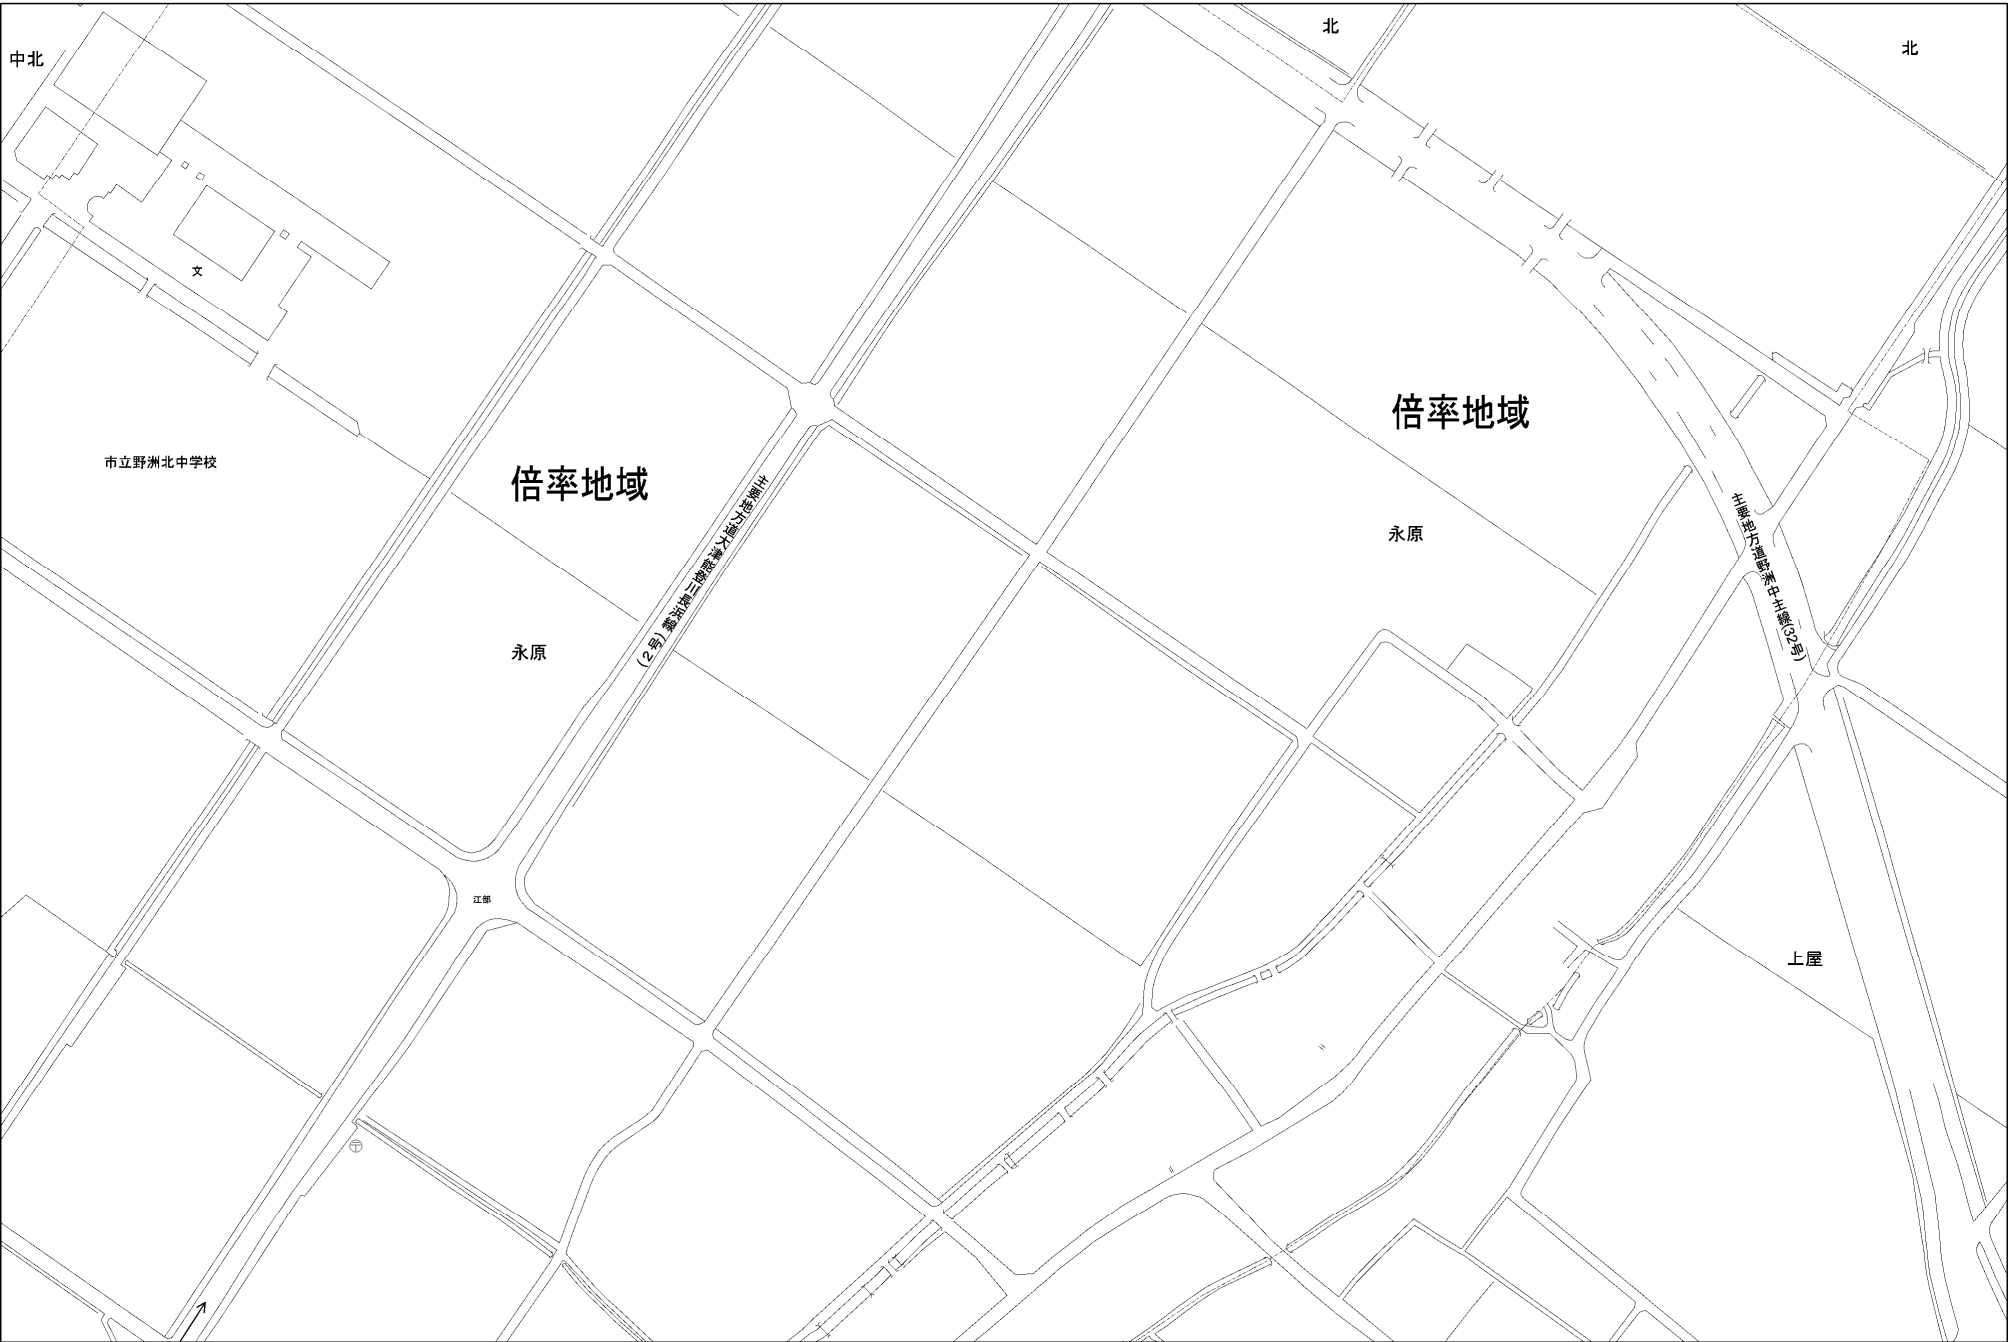 北
北
中北
文
倍率地域
市立野洲北中学校
倍率地域
主要地方道大津能登川長浜線
(2号)
主要地方道野洲中主線(32号)
永原
永原
江部
上屋